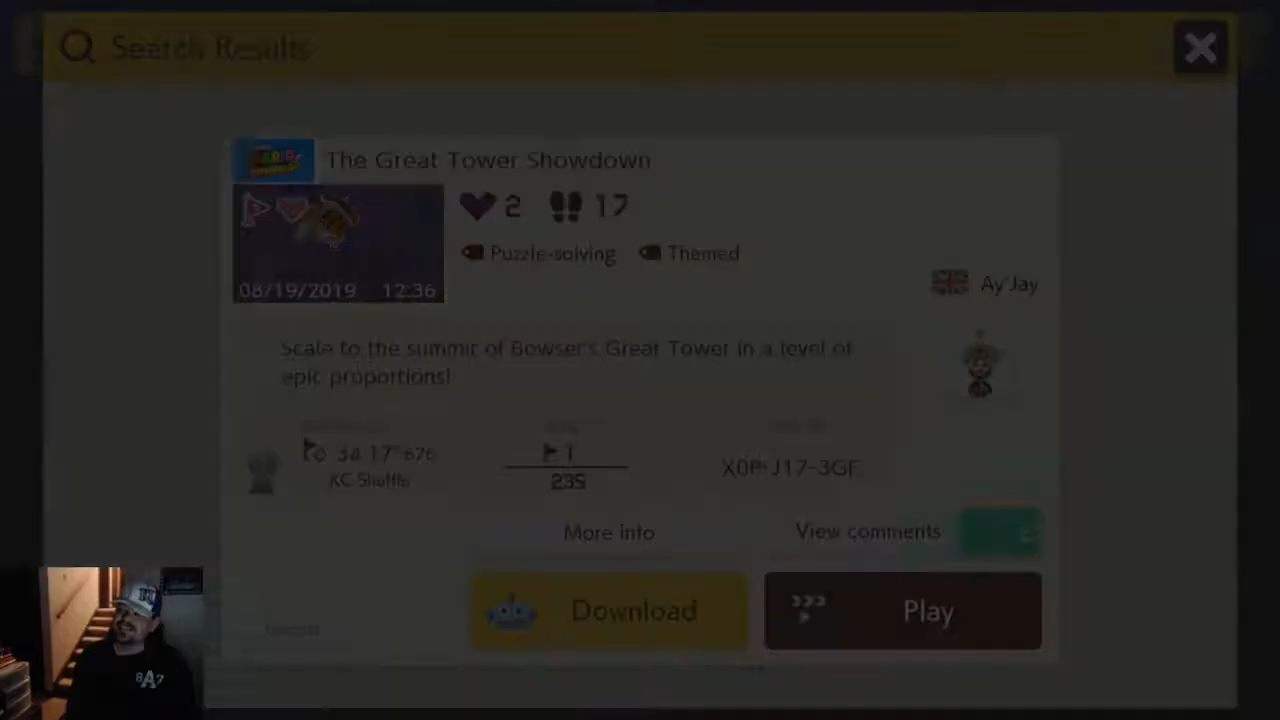 Search Results
The Great Tower Showdown
2 17
Puzzle-solving Themed
08/19/2019 12:36
Ay'Jay
Scale to the summit of Bowser's Great Tower in a level of
epic proportions!
KC Shuffle
1
235
More info
View comments
Download
Play
8A7